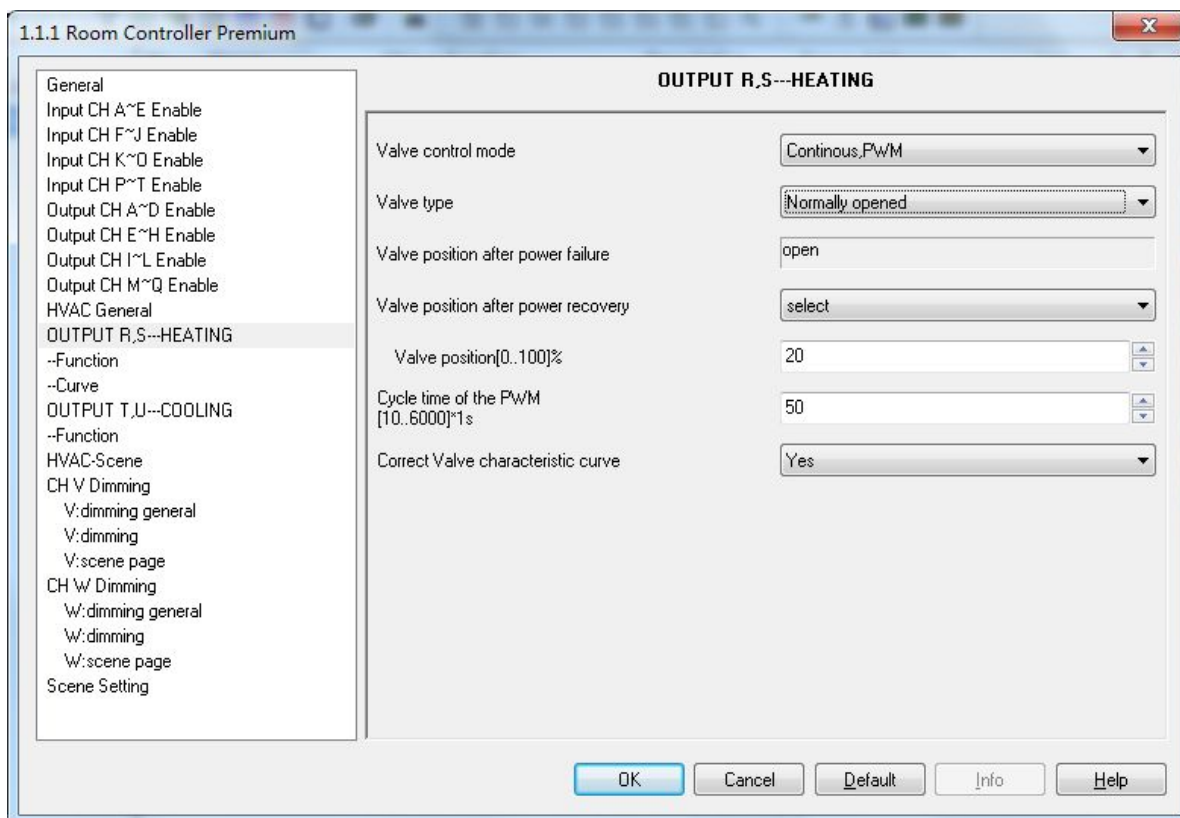 1.1.1 Room Controller Premium
General
Input CH A~E Enable
Input CH F~J Enable
Input CH K~O Enable
Input CH P~T Enable
Output CH A~D Enable
Output CH E~H Enable
Output CH I~L Enable
Output CH M~Q Enable
HVAC General
OUTPUT R,S---HEATING
--Function
--Curve
OUTPUT T,U---COOLING
--Function
HVAC-Scene
CH V Dimming
V:dimming general
V:dimming
V:scene page
CH W Dimming
W:dimming general
W:dimming
W:scene page
Scene Setting
OUTPUT R,S---HEATING
Valve control mode
Continous,PWM
Valve type
Normally opened
Valve position after power failure
open
Valve position after power recovery
select
Valve position[0..100]%
20
Cycle time of the PWM
[10..6000]*1s
50
Correct Valve characteristic curve
Yes
OK
Cancel
Default
Info
Help